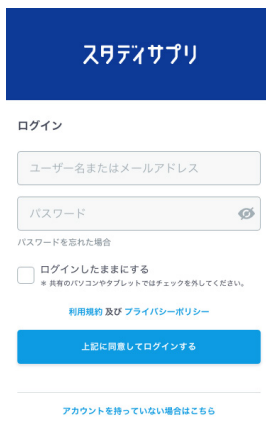 スタディサプリ
ログイン
ユーザー名またはメールアドレス
パスワード
パスワードを忘れた場合
ログインしたままにする
* 共有のパソコンやタブレットではチェックを外してください。
利用規約 及び プライバシーポリシー
上記に同意してログインする
アカウントを持っていない場合はこちら